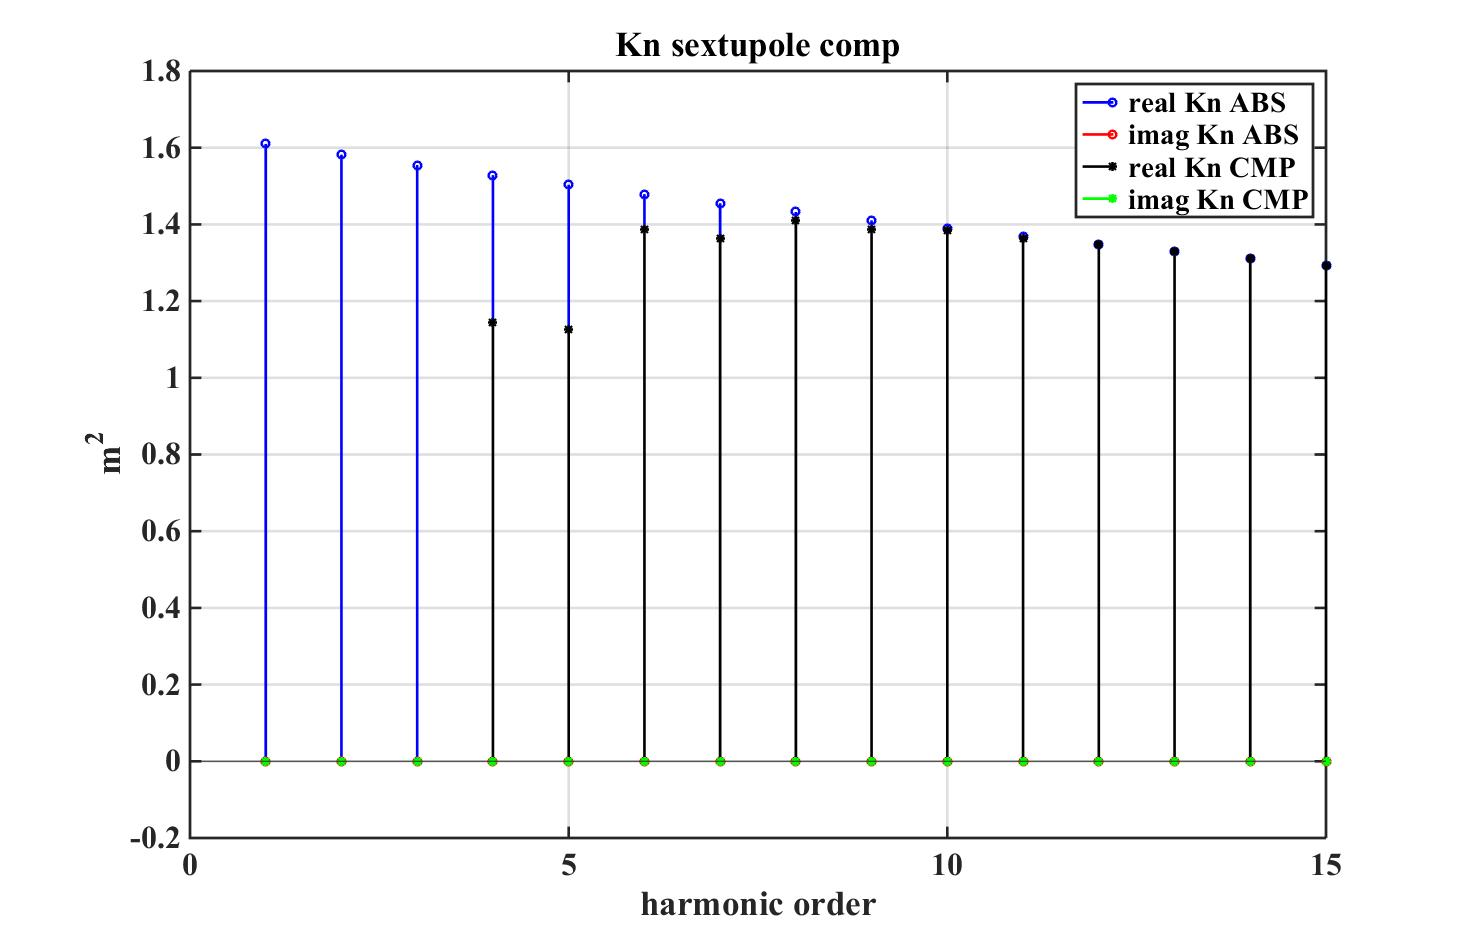 Kn sextupole comp
1.8
1.6
1.4
1.2
1
0.8
0.6
0.4
0.2
0
-0.2
m²
real Kn ABS
imag Kn ABS
real Kn CMP
imag Kn CMP
0 5 10 15
harmonic order